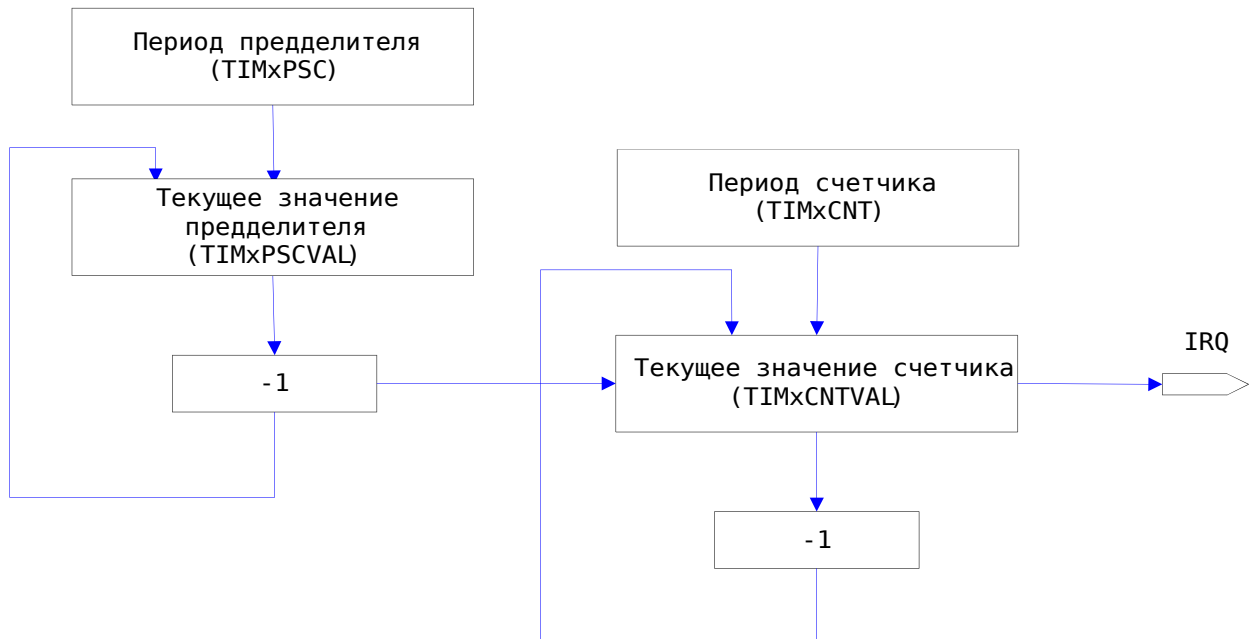 Период предделителя
(TIMxPSC)
Текущее значение
предделителя
(TIMxPSCVAL)
-1
Период счетчика
(TIMxCNT)
Текущее значение счетчика
(TIMxCNTVAL)
-1
IRQ